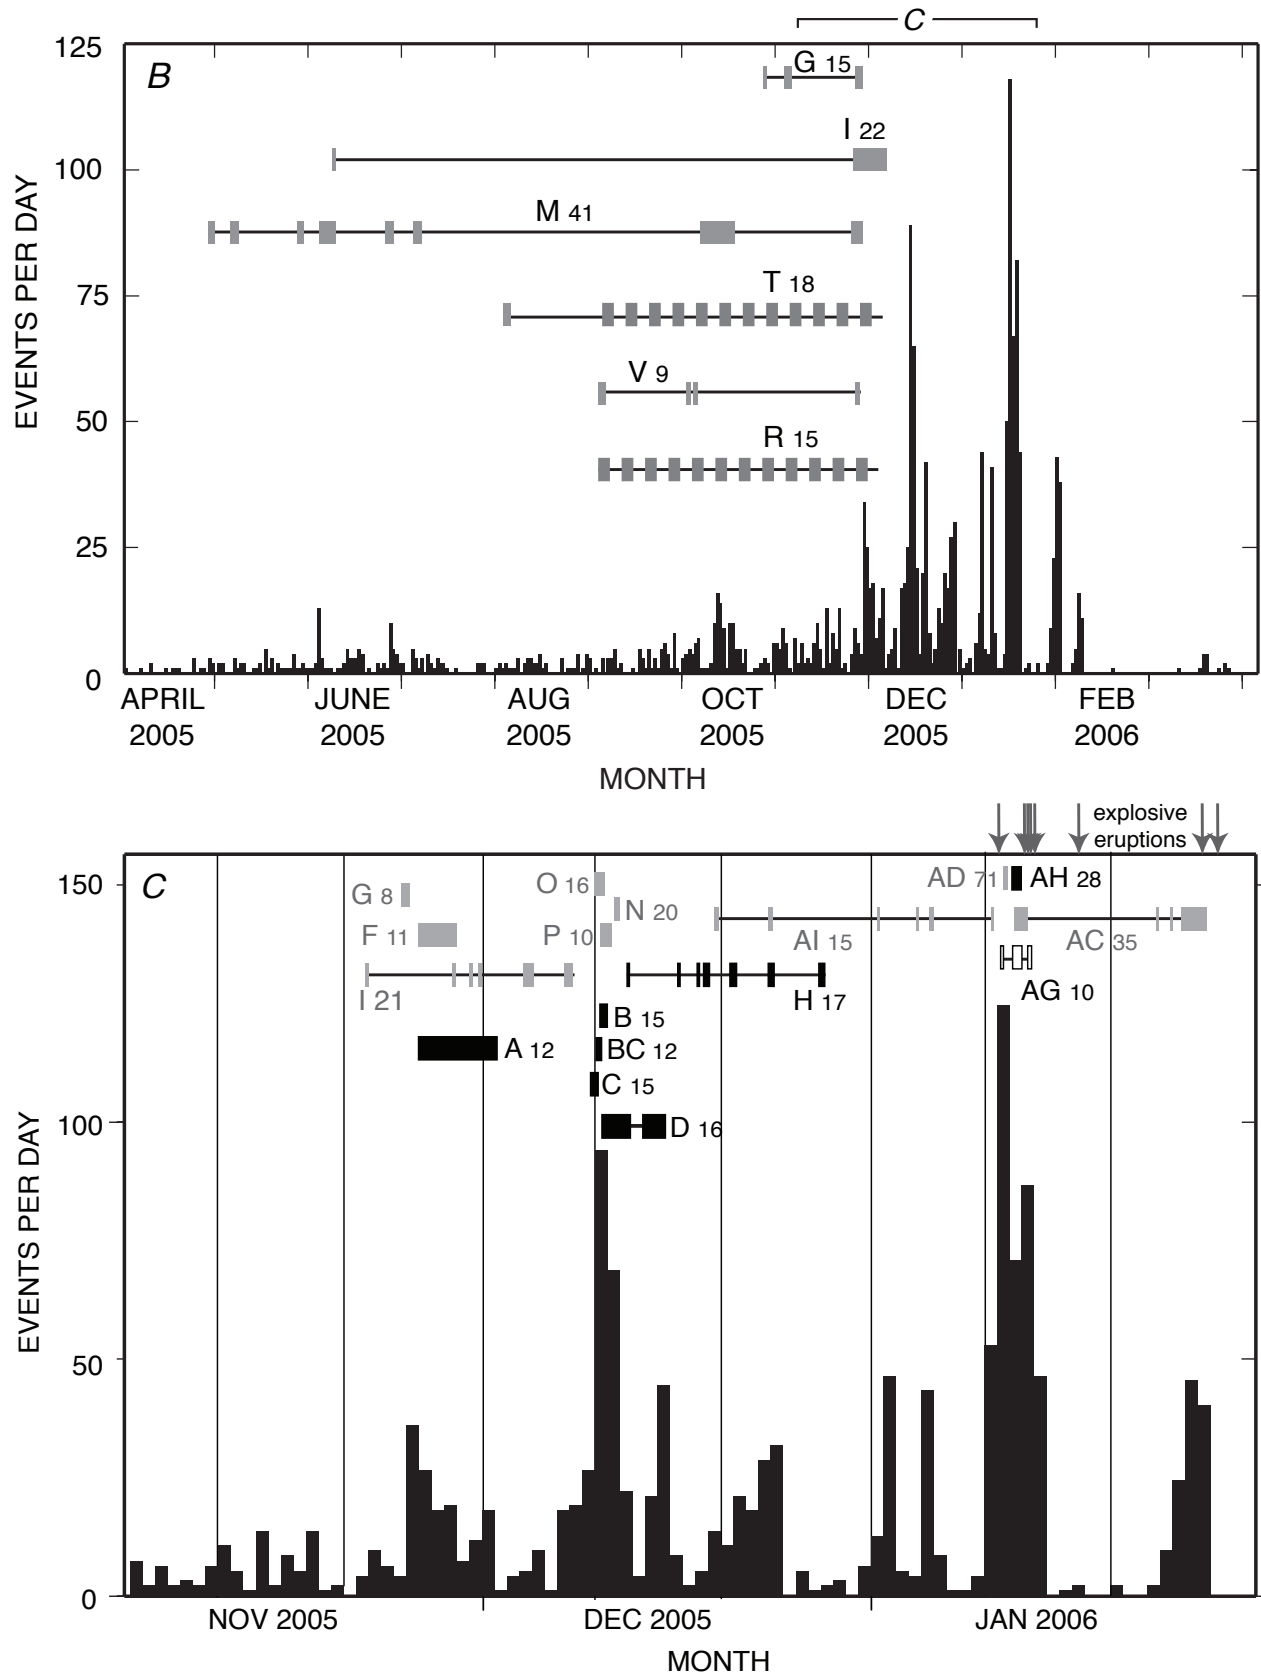 C
125
B
G 15
I 22
100
M 41
T 18
75
V 9
R 15
50
25
0
EVENTS PER DAY
APRIL JUNE AUG OCT DEC FEB
2005 2005 2005 2005 2005 2006
MONTH
explosive
eruptions
150
C
G 8
O 16
AD 71
AH 28
N 20
F 11
P 10
AI 15
AC 35
I 21
H 17
AG 10
B 15
A 12
BC 12
C 15
100
D 16
50
0
EVENTS PER DAY
NOV 2005 DEC 2005 JAN 2006
MONTH